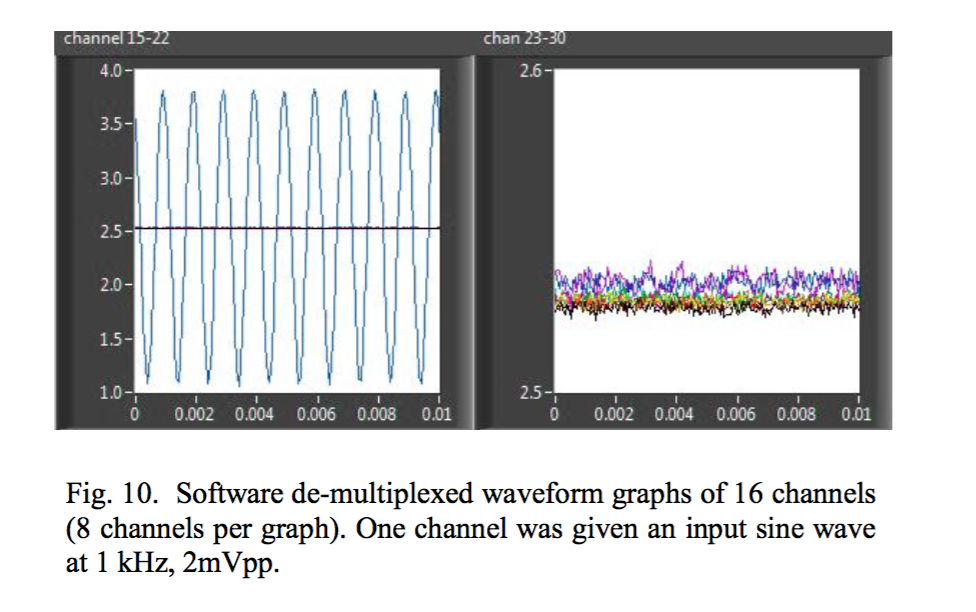 channel 15-22
chan 23-30
4.0
3.5
3.0
2.5
2.0
1.5
1.0
0 0.002 0.004 0.006 0.008 0.01
2.6
2.5
0 0.002 0.004 0.006 0.008 0.01
Fig. 10. Software de-multiplexed waveform graphs of 16 channels
(8 channels per graph). One channel was given an input sine wave
at 1 kHz, 2mVpp.